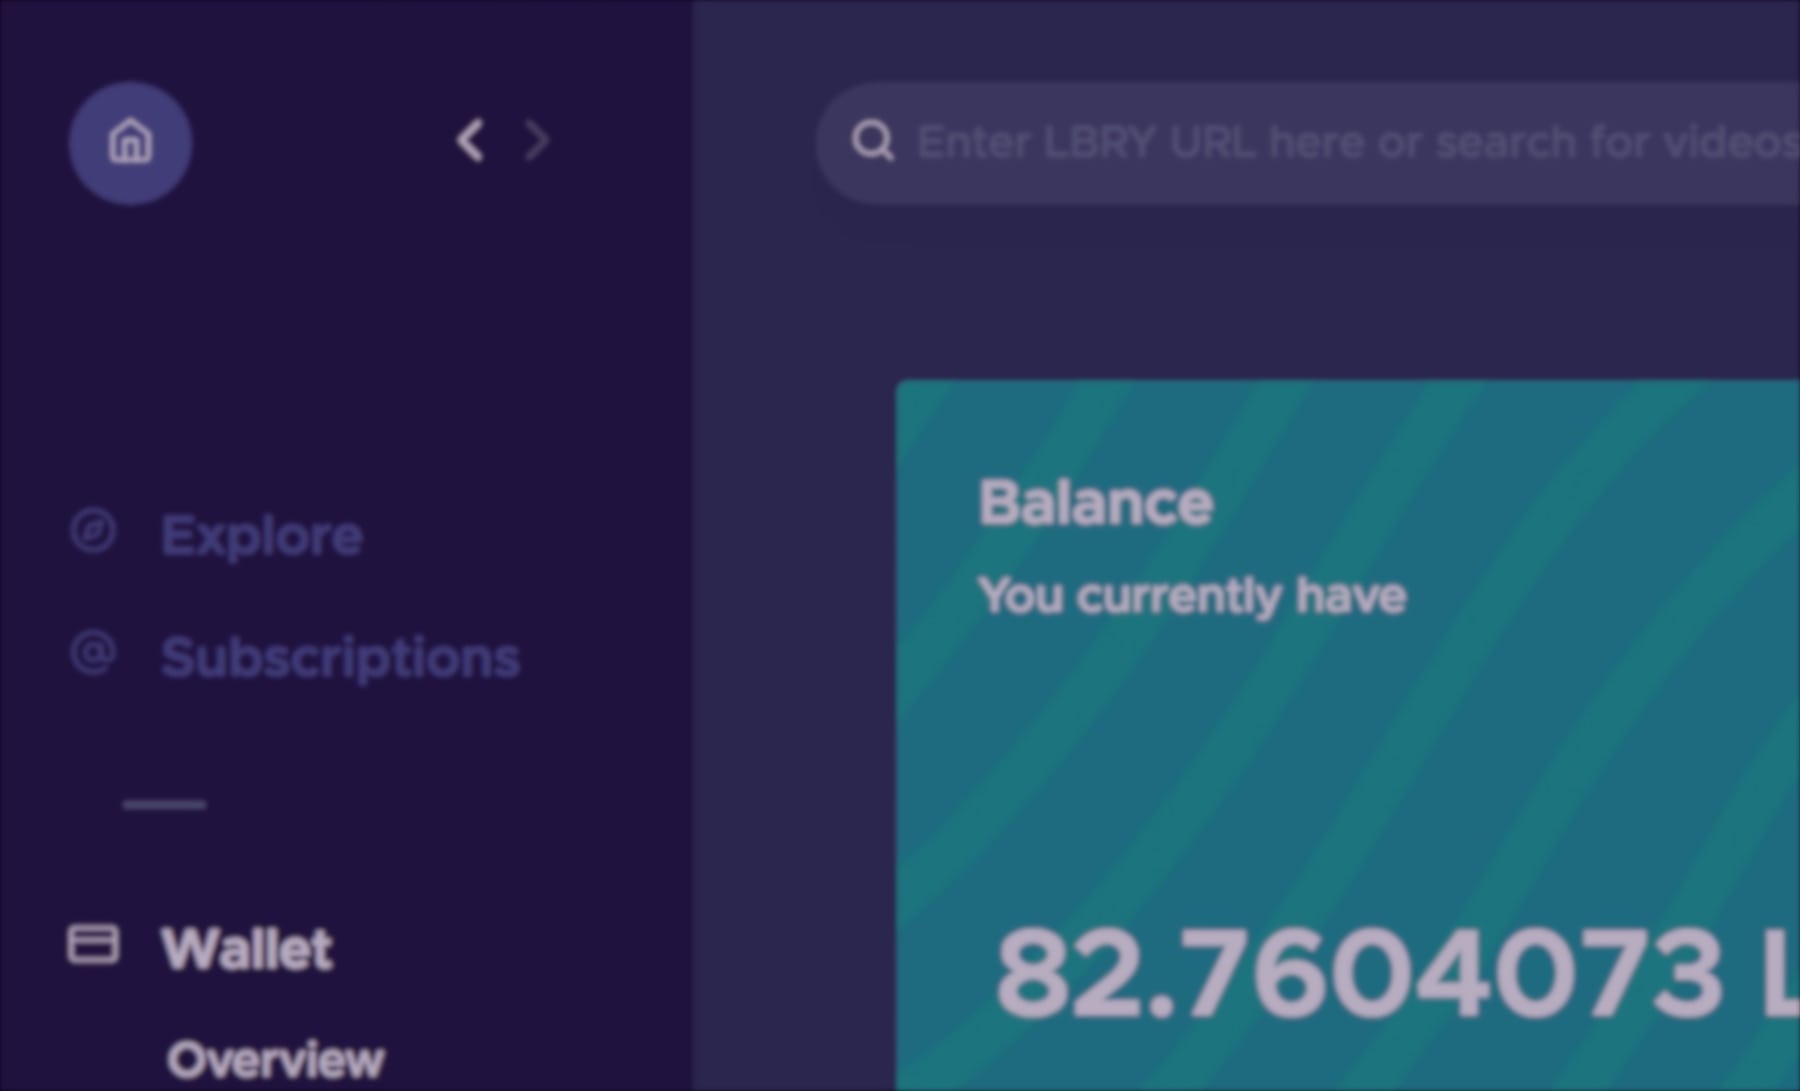 Enter LBRY URL here or search for videos
Explore
Subscriptions
Wallet
Overview
Balance
You currently have
82.7604073 L